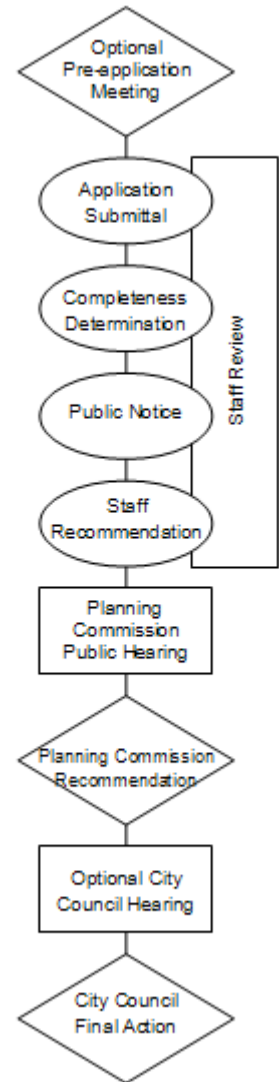 Optional
Pre-application
Meeting
Application
Submittal
Completeness
Determination
Public Notice
Staff
Recommendation
Staff Review
Planning
Commission
Public Hearing
Planning Commission
Recommendation
Optional City
Council Hearing
City Council
Final Action